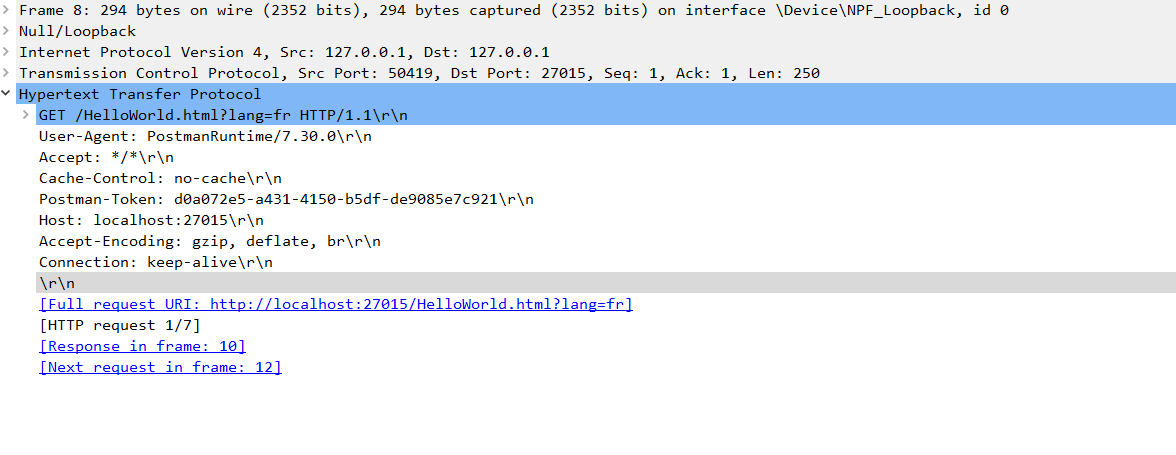 Frame 8: 294 bytes on wire (2352 bits), 294 bytes captured (2352 bits) on interface \Device\NPF_Loopback, id 0
Null/Loopback
Internet Protocol Version 4, Src: 127.0.0.1, Dst: 127.0.0.1
Transmission Control Protocol, Src Port: 50419, Dst Port: 27015, Seq: 1, Ack: 1, Len: 250
Hypertext Transfer Protocol
GET /HelloWorld.html?lang=fr HTTP/1.1\r\n
User-Agent: PostmanRuntime/7.30.0\r\n
Accept: */*\r\n
Cache-Control: no-cache\r\n
Postman-Token: d0a072e5-a431-4150-b5df-de9085e7c921\r\n
Host: localhost:27015\r\n
Accept-Encoding: gzip, deflate, br\r\n
Connection: keep-alive\r\n
\r\n
[Full request URI: http://localhost:27015/HelloWorld.html?lang=fr]
[HTTP request 1/7]
[Response in frame: 10]
[Next request in frame: 12]